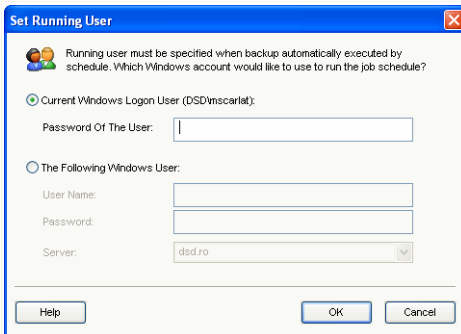 Set Running User
Running user must be specified when backup automatically executed by
schedule. Which Windows account would like to use to run the job schedule?
Current Windows Logon User (DSD\mscarlat):
Password Of The User:
The Following Windows User:
User Name:
Password:
Server:
dsd.ro
Help
OK
Cancel